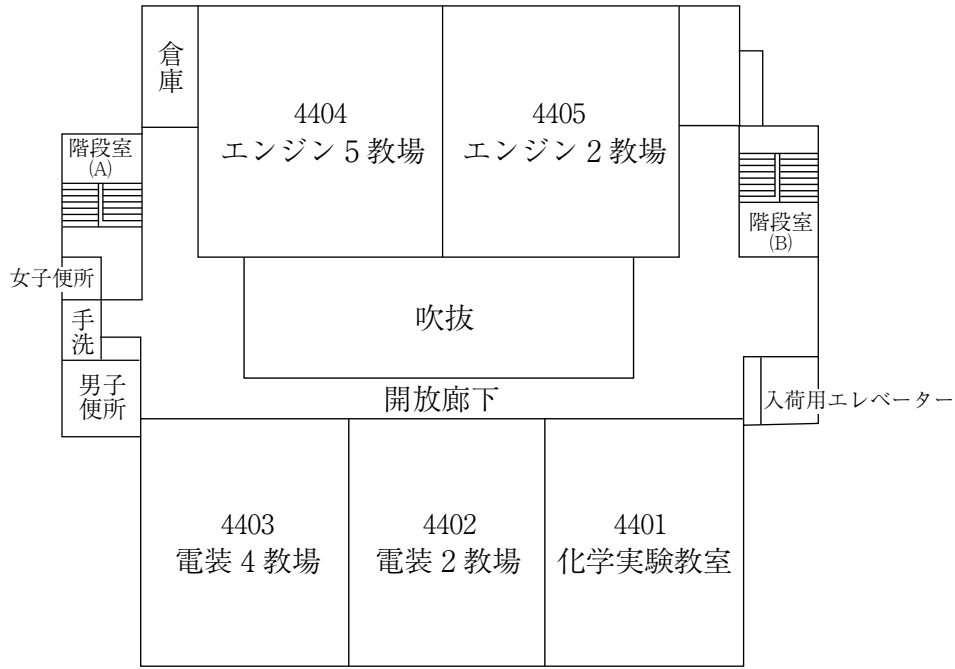 倉庫
4404
エンジン５教場
4405
エンジン２教場
階段室
(A)
階段室
(B)
女子便所
手洗
吹抜
男子
便所
開放廊下
入荷用エレベーター
4403
電装４教場
4402
電装２教場
4401
化学実験教室